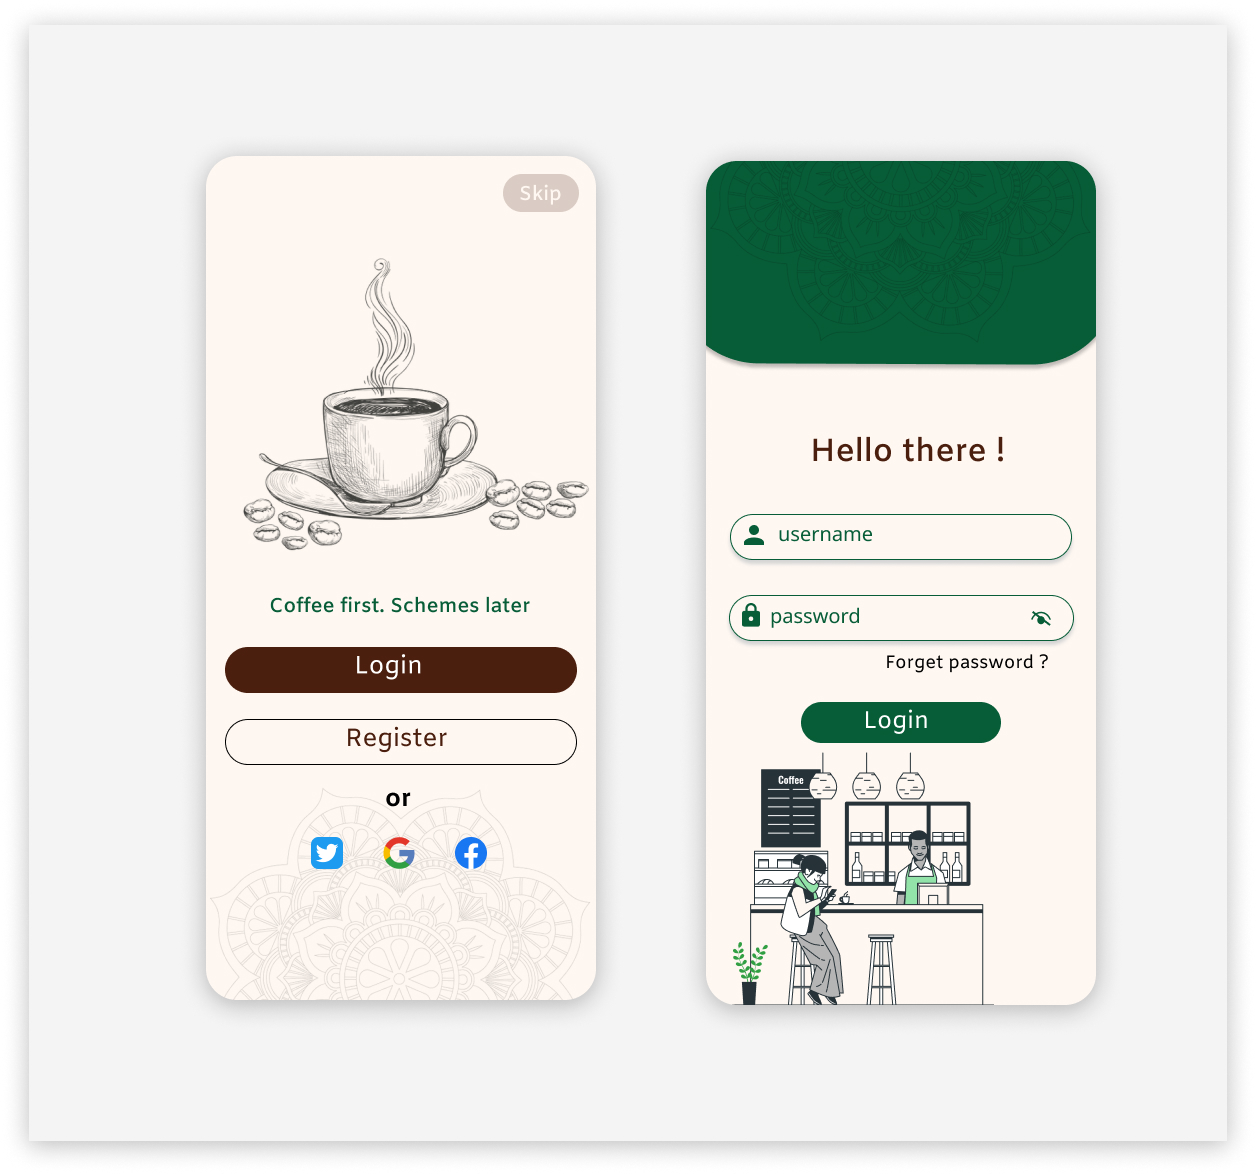 Skip
Coffee first. Schemes later
Login
Register
or
Hello there !
username
password
Forget password ?
Login
Coffee